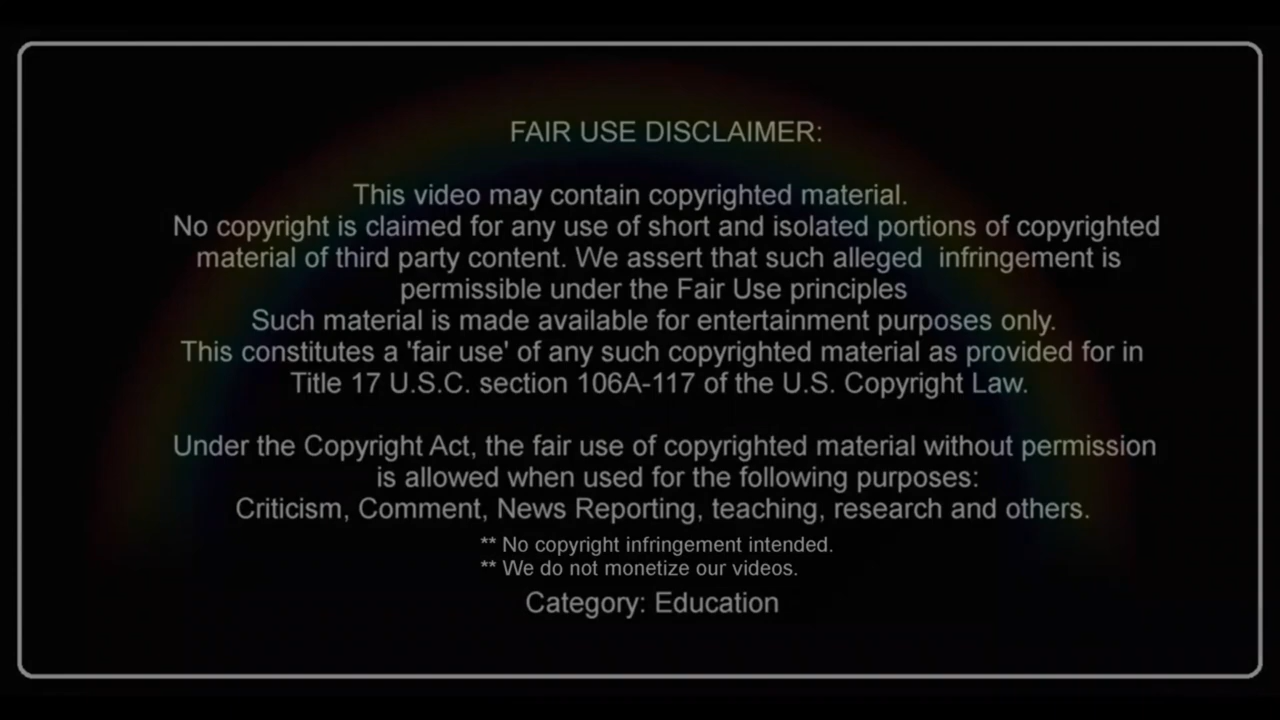 FAIR USE DISCLAIMER:
This video may contain copyrighted material.
No copyright is claimed for any use of short and isolated portions of copyrighted
material of third party content. We assert that such alleged  infringement is
permissible under the Fair Use principles
Such material is made available for entertainment purposes only.
This constitutes a 'fair use' of any such copyrighted material as provided for in
Title 17 U.S.C. section 106A-117 of the U.S. Copyright Law.
Under the Copyright Act, the fair use of copyrighted material without permission
is allowed when used for the following purposes:
Criticism, Comment, News Reporting, teaching, research and others.
** No copyright infringement intended.
** We do not monetize our videos.
Category: Education